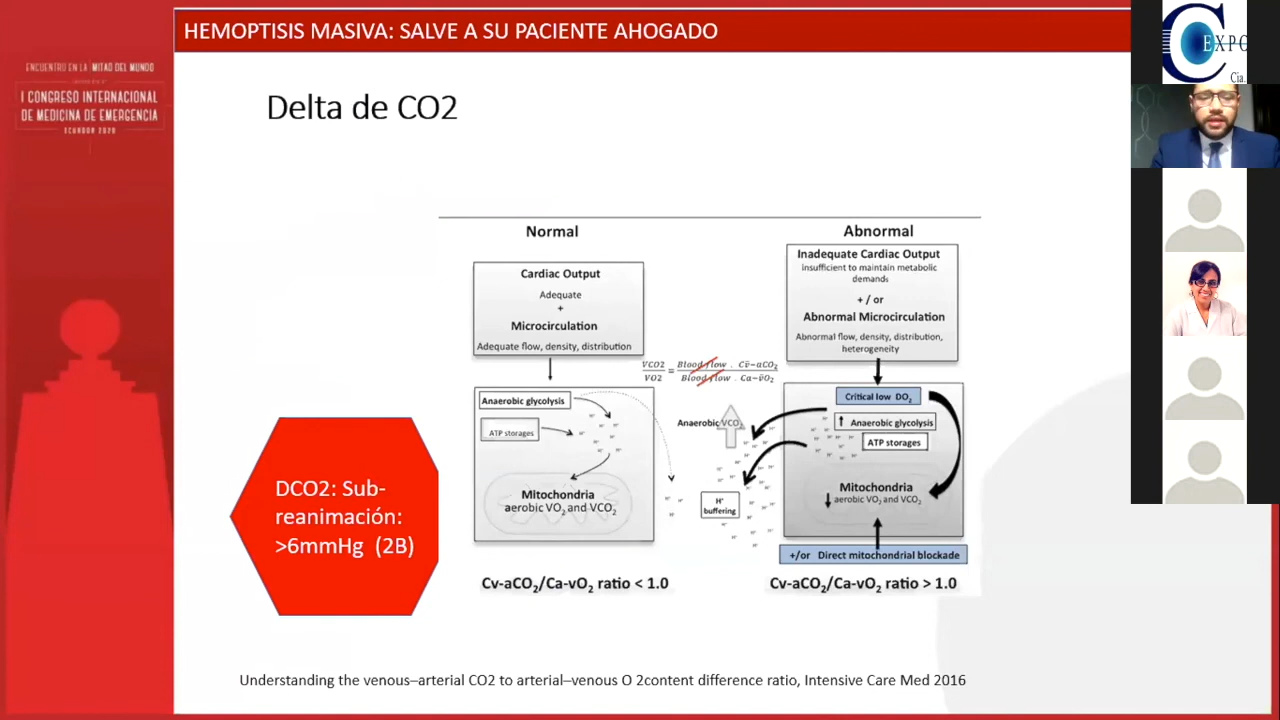 HEMOPTISIS MASIVA: SALVE A SU PACIENTE AHOGADO
ENCUENTRO EN LA MITAD DEL MUNDO
I CONGRESO INTERNACIONAL
DE MEDICINA DE EMERGENCIA
ECUADOR 2020
EXPO
Cia.
Delta de CO2
Normal
Cardiac Output
Adequate
+
Microcirculation
Adequate flow, density, distribution
Anaerobic glycolysis
ATP storages
Mitochondria
aerobic VO₂ and VCO₂
Cv-aCO₂/Ca-vO₂ ratio < 1.0
VCO2/VO2 = Blood flow . Cv̄−aCO₂/Blood flow . Ca−v̄O₂
Anaerobic VCO₂
H⁺
buffering
Abnormal
Inadequate Cardiac Output
insufficient to maintain metabolic
demands
+ / or
Abnormal Microcirculation
Abnormal flow, density, distribution,
heterogeneity
Critical low DO₂
↑ Anaerobic glycolysis
ATP storages
Mitochondria
↓ aerobic VO₂ and VCO₂
+/or Direct mitochondrial blockade
Cv-aCO₂/Ca-vO₂ ratio > 1.0
DCO2: Sub-
reanimación:
>6mmHg (2B)
Understanding the venous–arterial CO2 to arterial–venous O 2content difference ratio, Intensive Care Med 2016